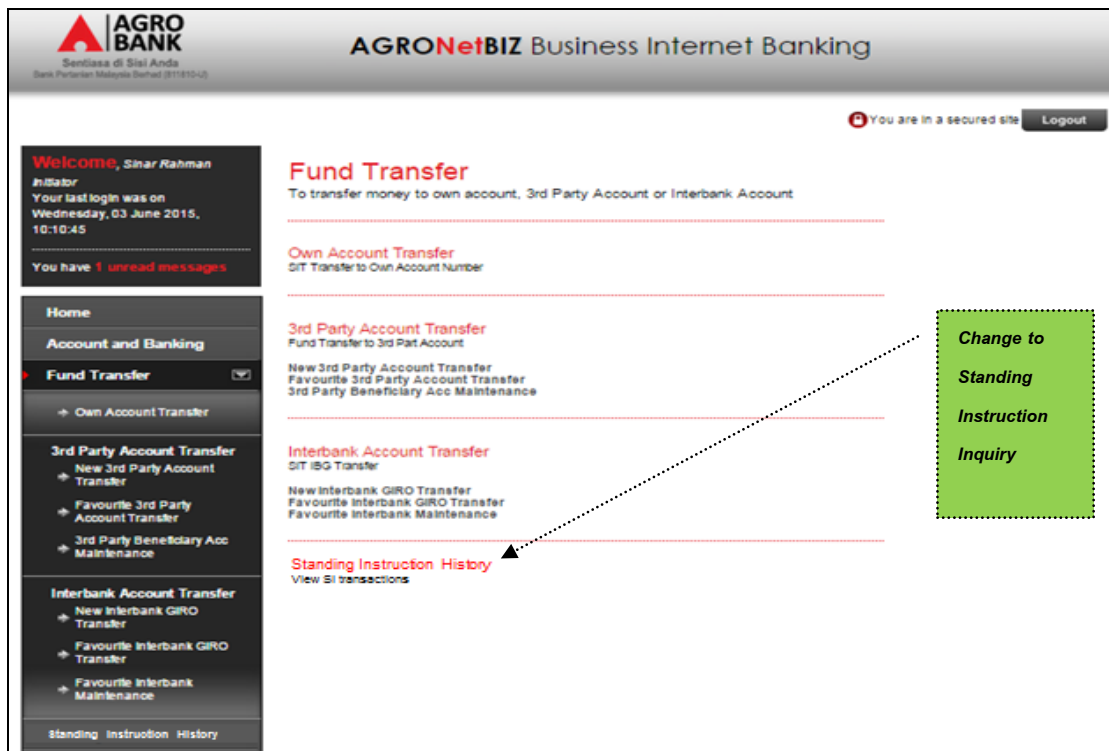 AGRO
BANK
Sentiasa di Sisi Anda
Bank Pertanian Malaysia Berhad (811810-U)
AGRONetBIZ Business Internet Banking
You are in a secured site
Logout
Welcome, Sinar Rahman
Initiator
Your last login was on
Wednesday, 03 June 2015,
10:10:45
You have 1 unread messages
Home
Account and Banking
Fund Transfer
Own Account Transfer
3rd Party Account Transfer
New 3rd Party Account
Transfer
Favourite 3rd Party
Account Transfer
3rd Party Beneficiary Acc
Maintenance
Interbank Account Transfer
New Interbank GIRO
Transfer
Favourite Interbank GIRO
Transfer
Favourite Interbank
Maintenance
Standing Instruction History
Fund Transfer
To transfer money to own account, 3rd Party Account or Interbank Account
Own Account Transfer
SIT Transfer to Own Account Number
3rd Party Account Transfer
Fund Transfer to 3rd Part Account
New 3rd Party Account Transfer
Favourite 3rd Party Account Transfer
3rd Party Beneficiary Acc Maintenance
Interbank Account Transfer
SIT IBG Transfer
New Interbank GIRO Transfer
Favourite Interbank GIRO Transfer
Favourite Interbank Maintenance
Standing Instruction History
View SI transactions
Change to
Standing
Instruction
Inquiry